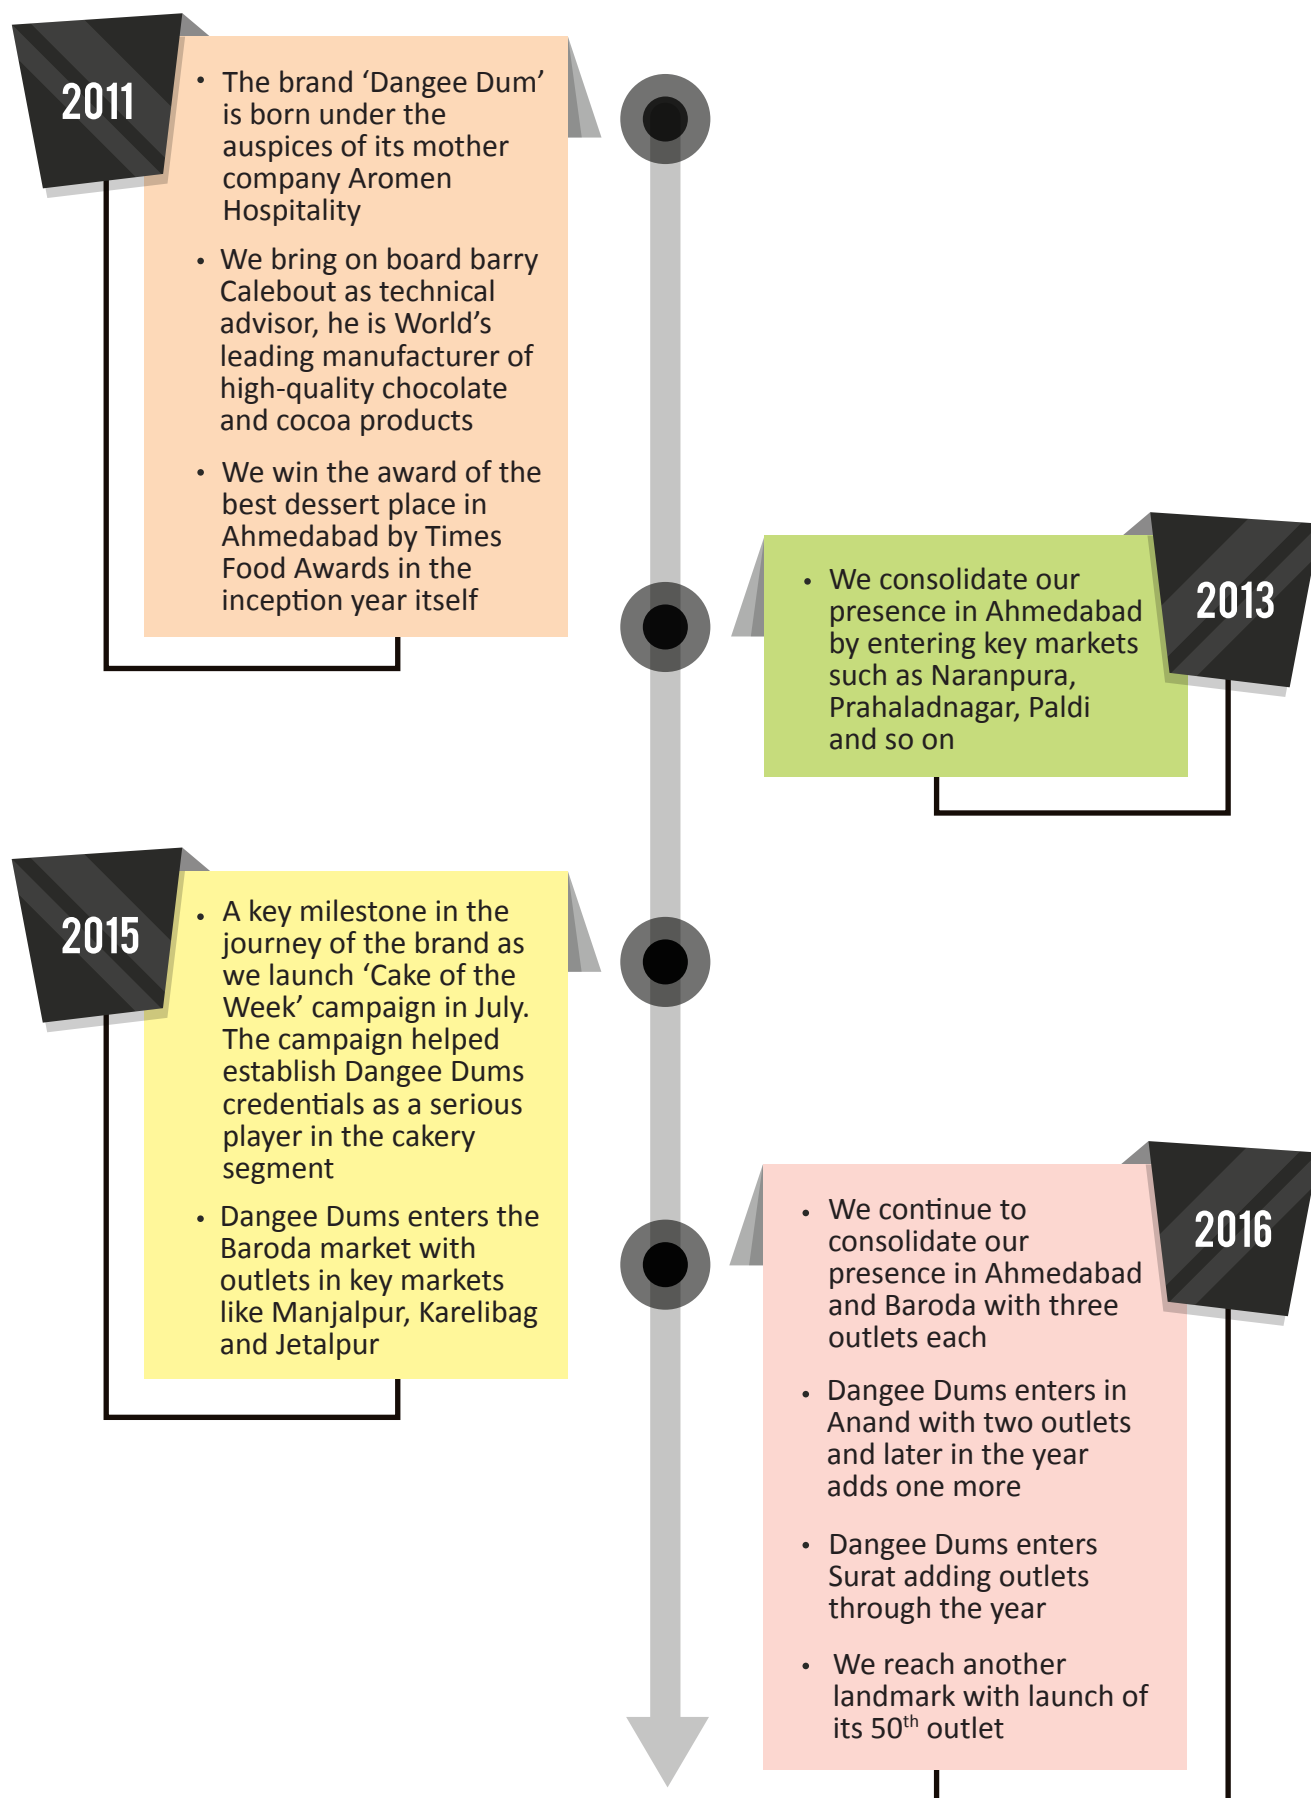 2011
• The brand ‘Dangee Dum’
is born under the
auspices of its mother
company Aromen
Hospitality
• We bring on board barry
Calebout as technical
advisor, he is World’s
leading manufacturer of
high-quality chocolate
and cocoa products
• We win the award of the
best dessert place in
Ahmedabad by Times
Food Awards in the
inception year itself
2013
• We consolidate our
presence in Ahmedabad
by entering key markets
such as Naranpura,
Prahaladnagar, Paldi
and so on
2015
• A key milestone in the
journey of the brand as
we launch ‘Cake of the
Week’ campaign in July.
The campaign helped
establish Dangee Dums
credentials as a serious
player in the cakery
segment
• Dangee Dums enters the
Baroda market with
outlets in key markets
like Manjalpur, Karelibag
and Jetalpur
2016
• We continue to
consolidate our
presence in Ahmedabad
and Baroda with three
outlets each
• Dangee Dums enters in
Anand with two outlets
and later in the year
adds one more
• Dangee Dums enters
Surat adding outlets
through the year
• We reach another
landmark with launch of
its 50th outlet